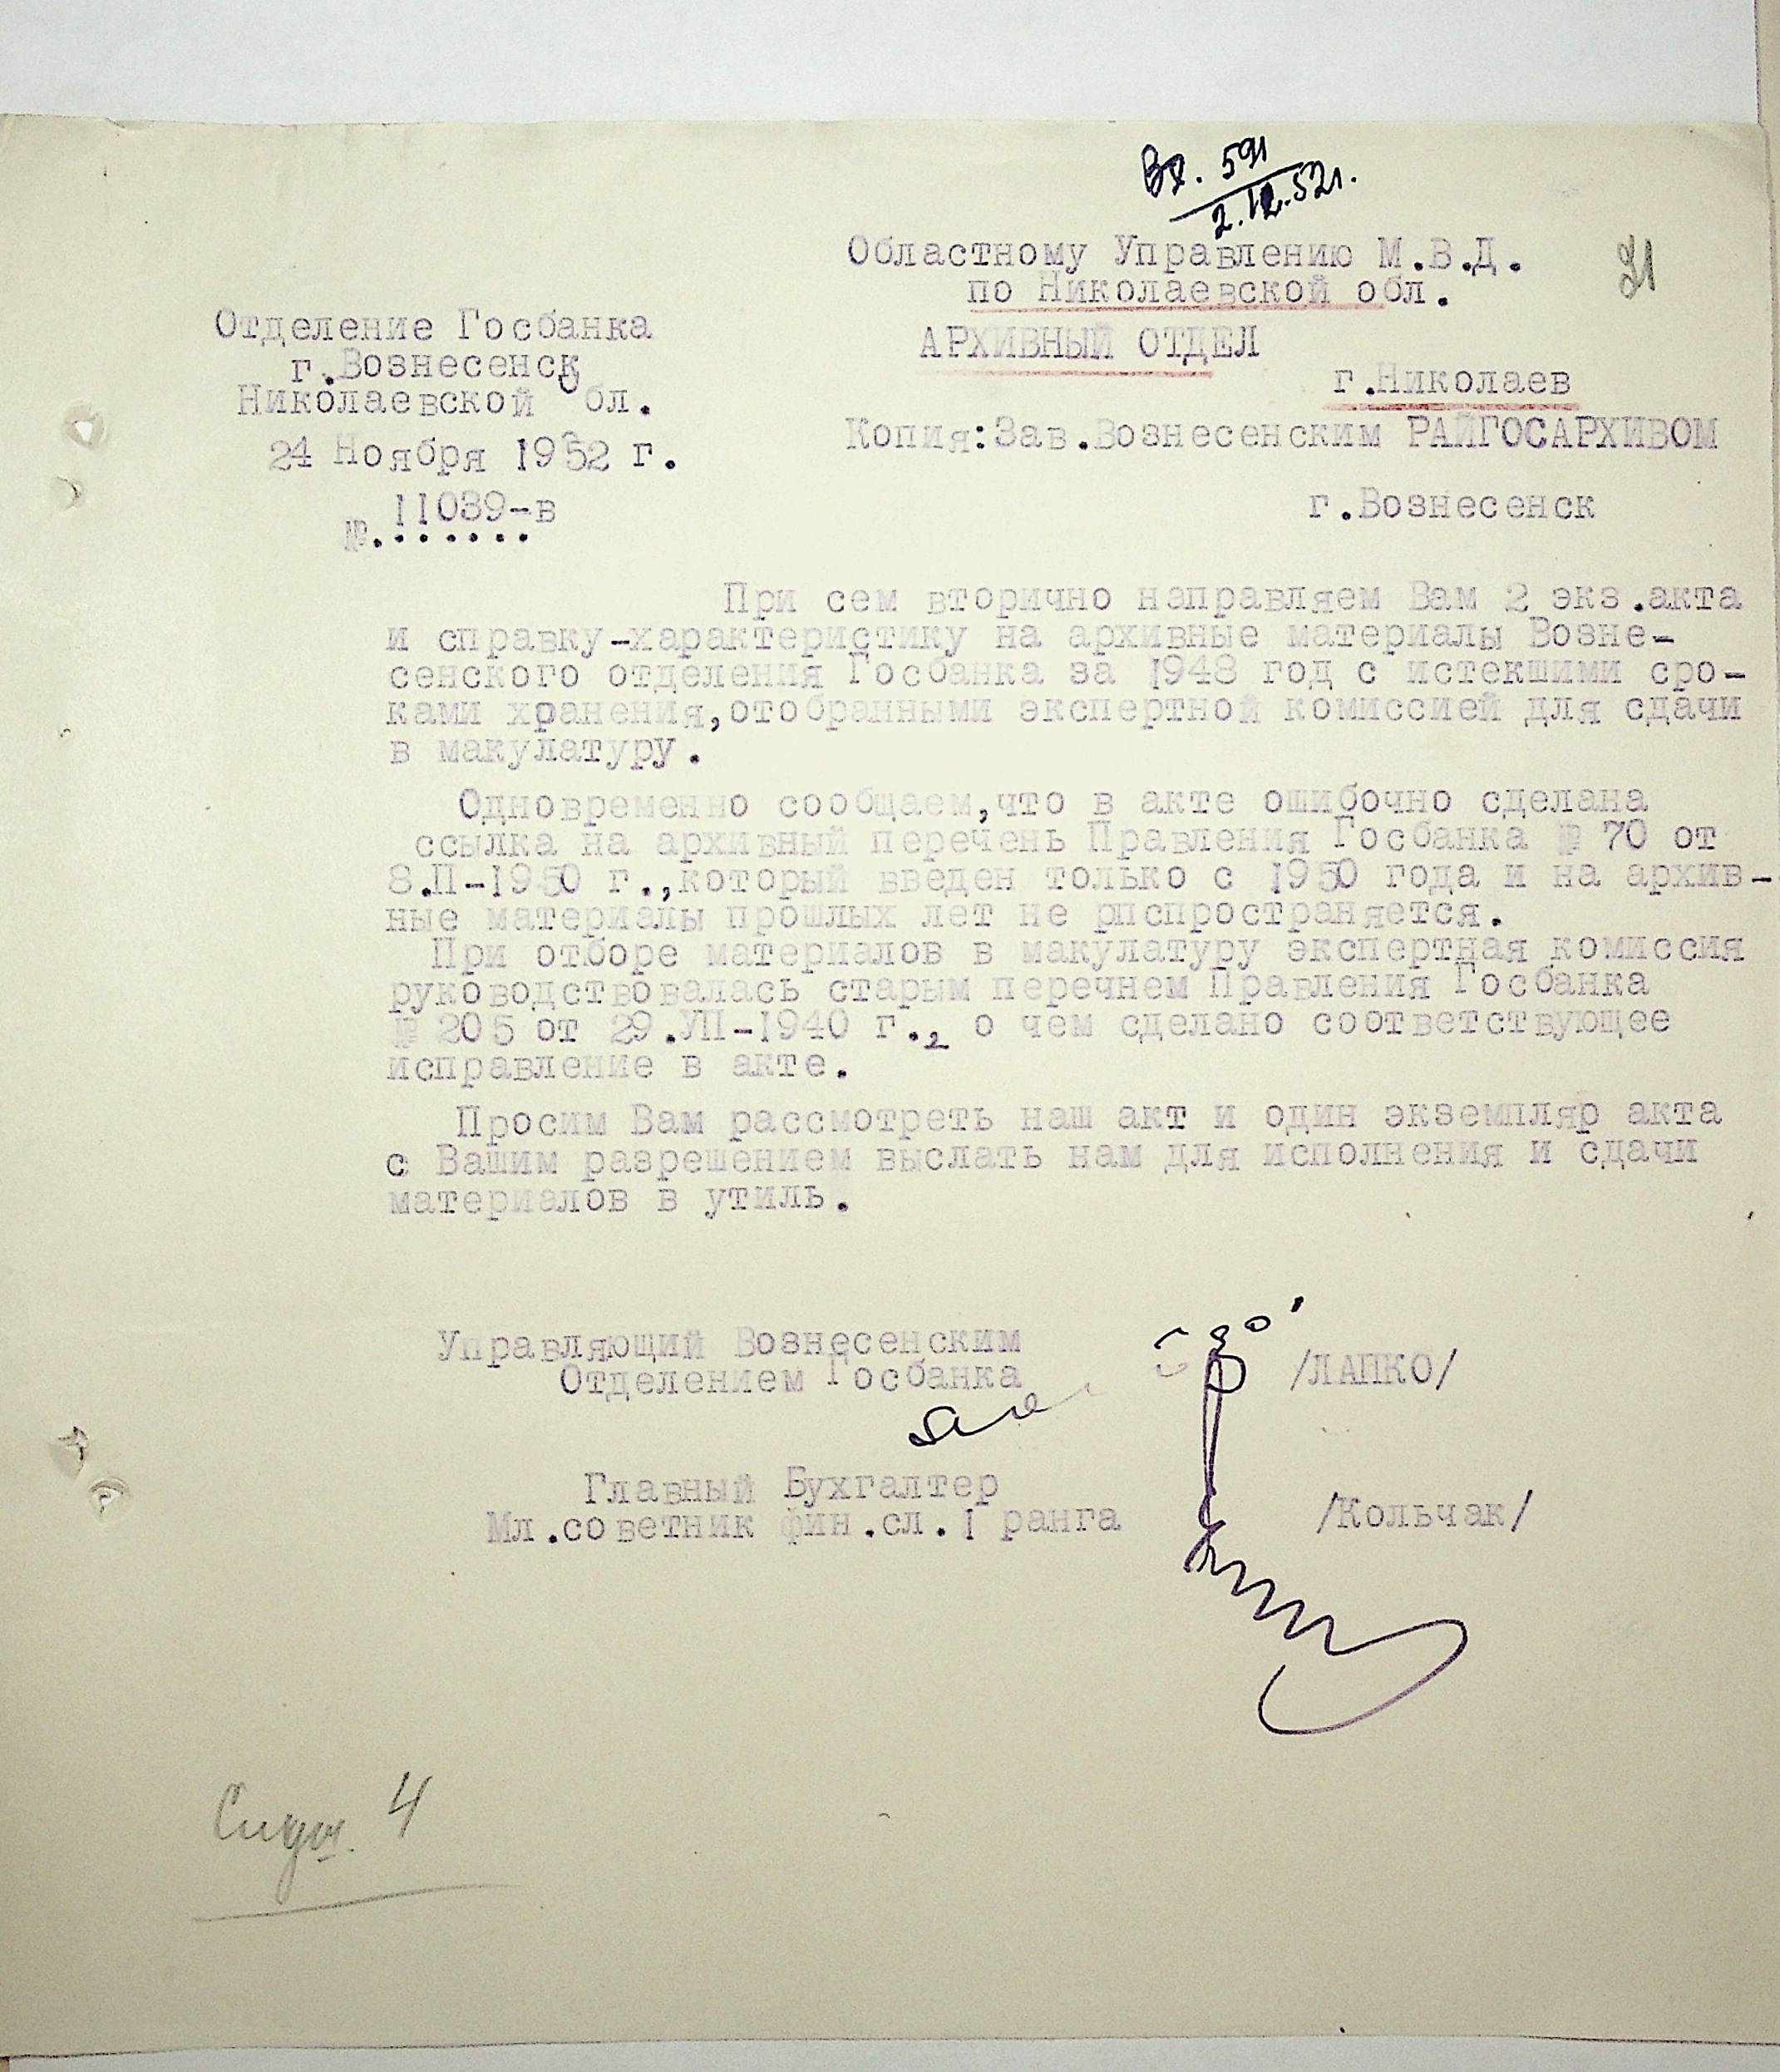 Вх. 591
2.12.52г.
Областному Управлению М.В.Д.
по Николаевской обл.
21
АРХИВНЫЙ ОТДЕЛ
г.Николаев
Копия:Зав.Вознесенским РАЙГОСАРХИВОМ
г.Вознесенск
Отделение Госбанка
г.Вознесенск
Николаевской обл.
24 Ноября 1952 г.
11039-в
№.......
При сем вторично направляем Вам 2 экз.акта
и справку-характеристику на архивные материалы Возне-
сенского отделения Госбанка за 1948 год с истекшими сро-
ками хранения,отобранными экспертной комиссией для сдачи
в макулатуру.
Одновременно сообщаем,что в акте ошибочно сделана
ссылка на архивный перечень Правления Госбанка № 70 от
8.II-1950 г.,который введен только с 1950 года и на архив-
ные материалы прошлых лет не рпспространяется.
При отборе материалов в макулатуру экспертная комиссия
руководствовалась старым перечнем Правления Госбанка
№ 205 от 29.УII-1940 г., о чем сделано соответствующее
исправление в акте.
Просим Вам рассмотреть наш акт и один экземпляр акта
с Вашим разрешением выслать нам для исполнения и сдачи
материалов в утиль.
Управляющий Вознесенским
Отделением Госбанка /ЛАПКО/
Главный Бухгалтер
Мл.советник фин.сл.I ранга /Кольчак/
4